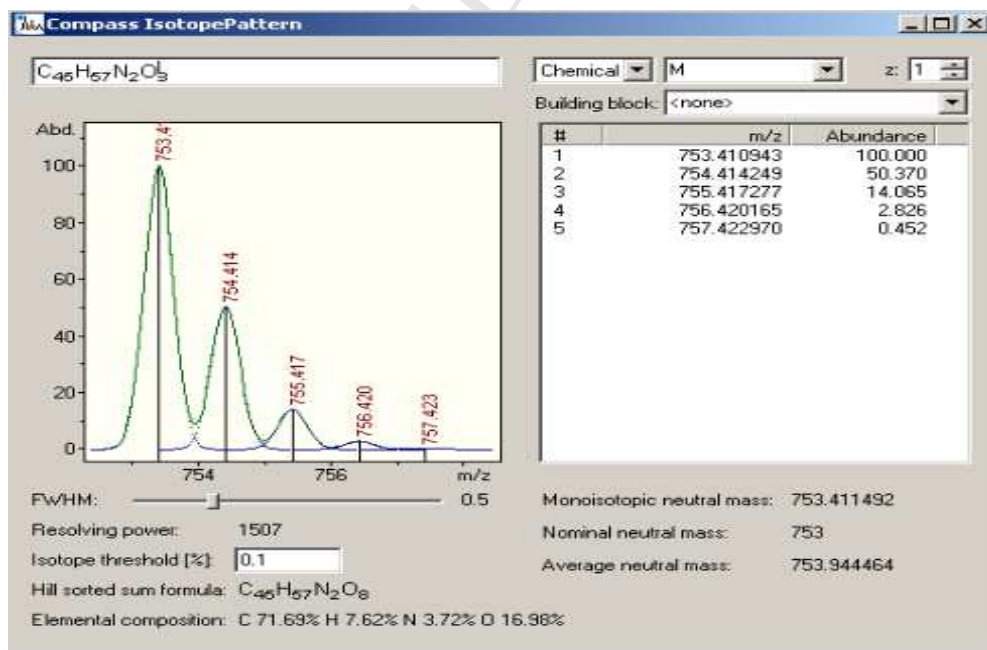 Compass IsotopePattern
C₄₅H₅₇N₂O₈
Chemical M z: 1
Building block: <none>
Abd.
100
80
60
40
20
0
753.41
754.414
755.417
756.420
757.423
754 756 m/z
# m/z Abundance
1 753.410943 100.000
2 754.414249 50.370
3 755.417277 14.065
4 756.420165 2.826
5 757.422970 0.452
FWHM: 0.5
Resolving power: 1507
Isotope threshold [%]: 0.1
Hill sorted sum formula: C₄₅H₅₇N₂O₈
Elemental composition: C 71.69% H 7.62% N 3.72% O 16.98%
Monoisotopic neutral mass: 753.411492
Nominal neutral mass: 753
Average neutral mass: 753.944464